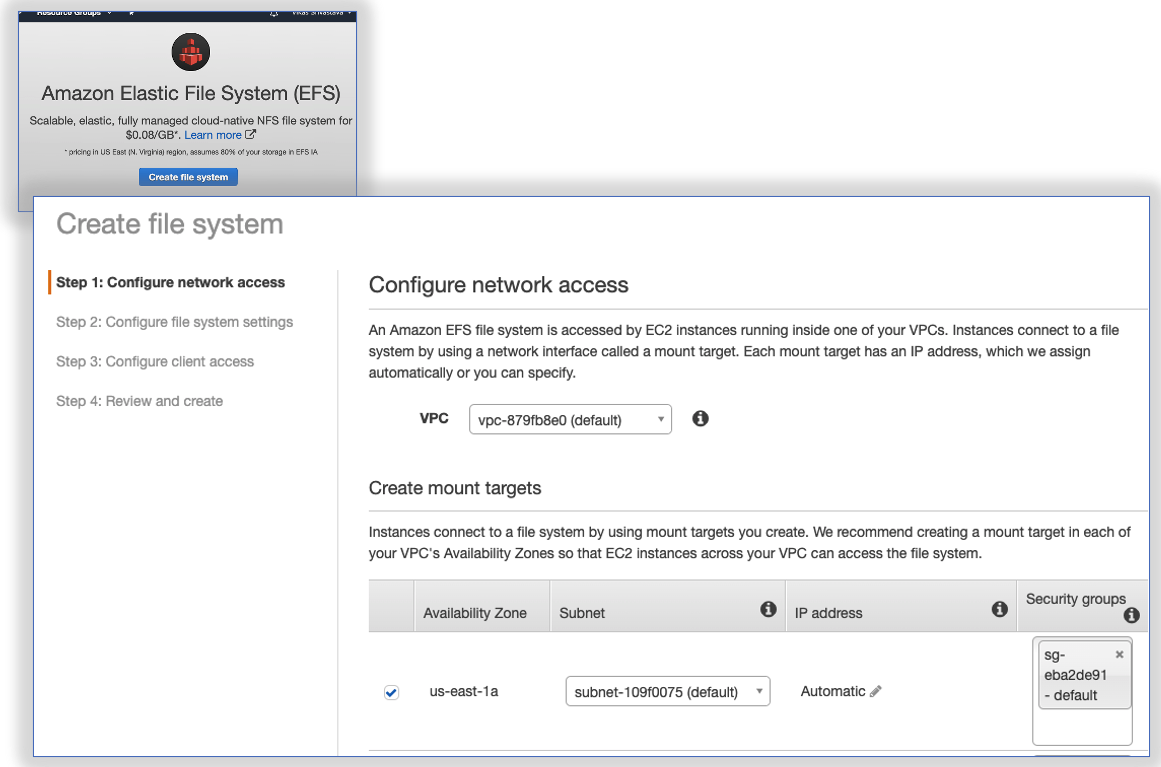 Resource Groups
Vikas Srivastava
Amazon Elastic File System (EFS)
Scalable, elastic, fully managed cloud-native NFS file system for
$0.08/GB*. Learn more
* pricing in US East (N. Virginia) region, assumes 80% of your storage in EFS IA
Create file system
Create file system
Step 1: Configure network access
Step 2: Configure file system settings
Step 3: Configure client access
Step 4: Review and create
Configure network access
An Amazon EFS file system is accessed by EC2 instances running inside one of your VPCs. Instances connect to a file
system by using a network interface called a mount target. Each mount target has an IP address, which we assign
automatically or you can specify.
VPC vpc-879fb8e0 (default)
Create mount targets
Instances connect to a file system by using mount targets you create. We recommend creating a mount target in each of
your VPC's Availability Zones so that EC2 instances across your VPC can access the file system.
Availability Zone Subnet IP address Security groups
us-east-1a subnet-109f0075 (default) Automatic
sg-
eba2de91
- default